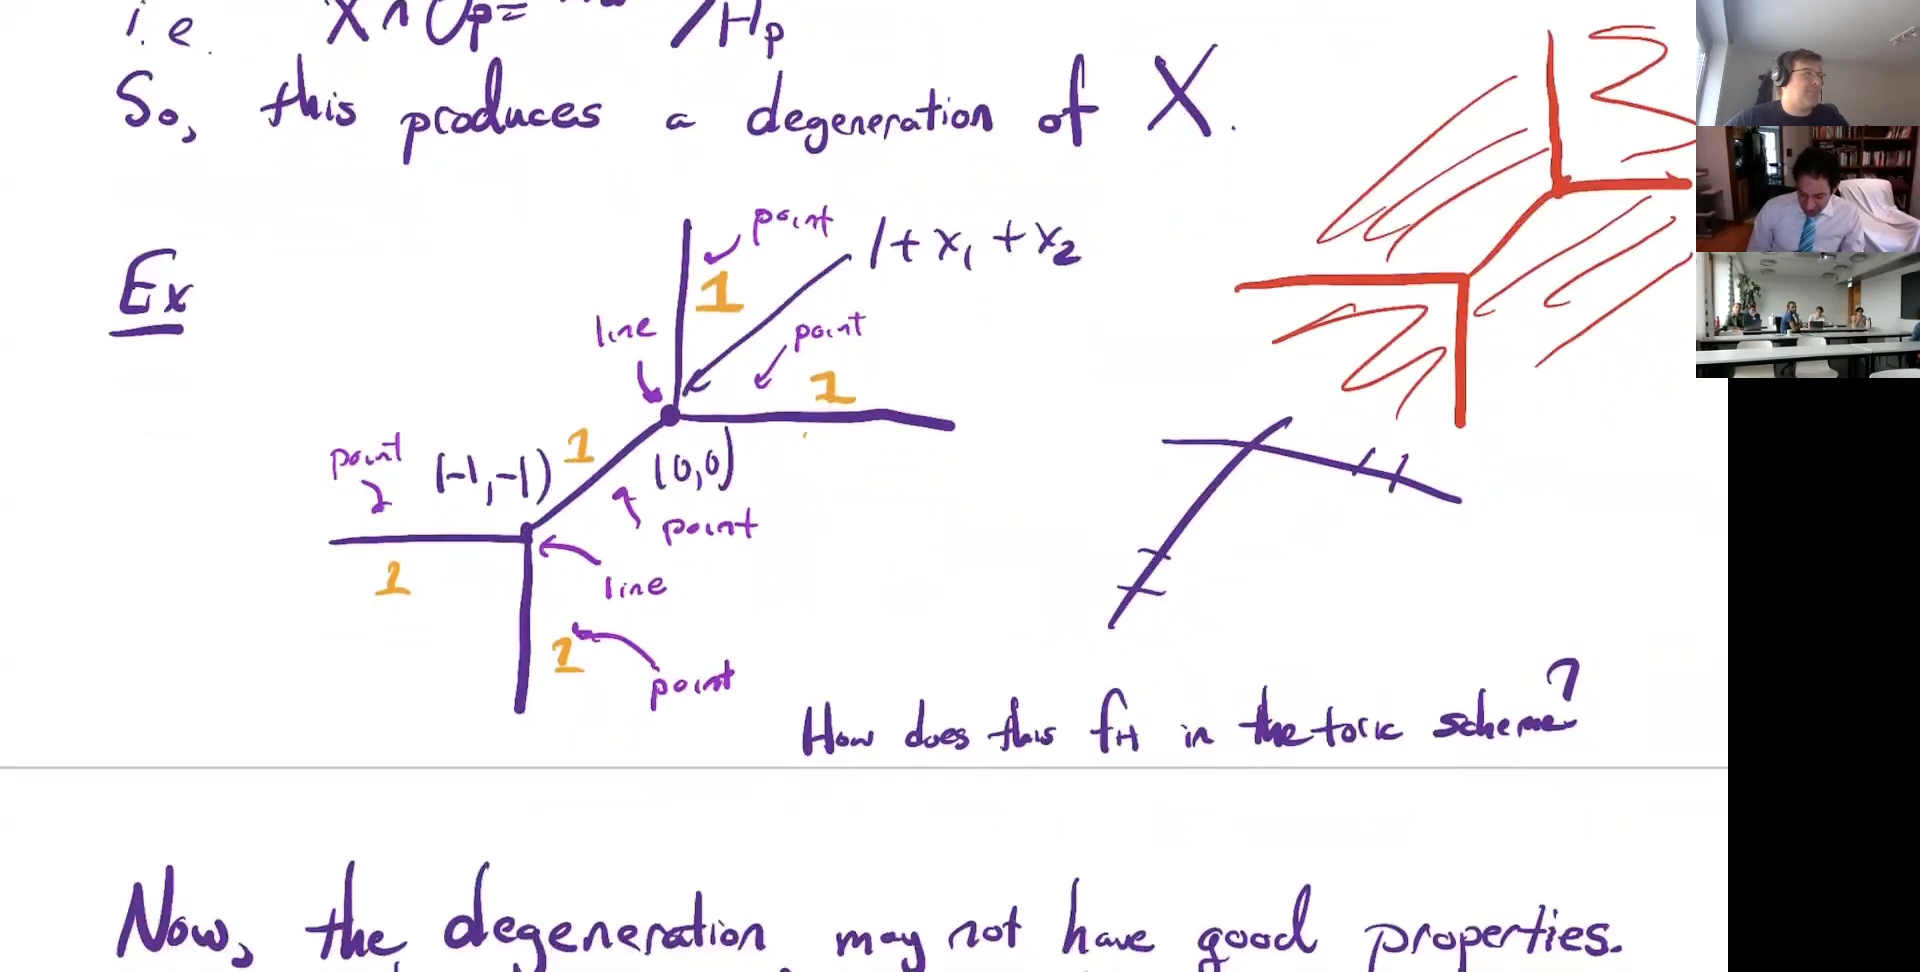 i.e. X ∩ Up = /Hp
So, this produces a degeneration of X.
Ex
point
1 + x₁ + x₂
1
line
point
1
point
(-1,-1)
1
(0,0)
point
1
line
1
point
How does this fit in the toric scheme?
Now, the degeneration may not have good properties.